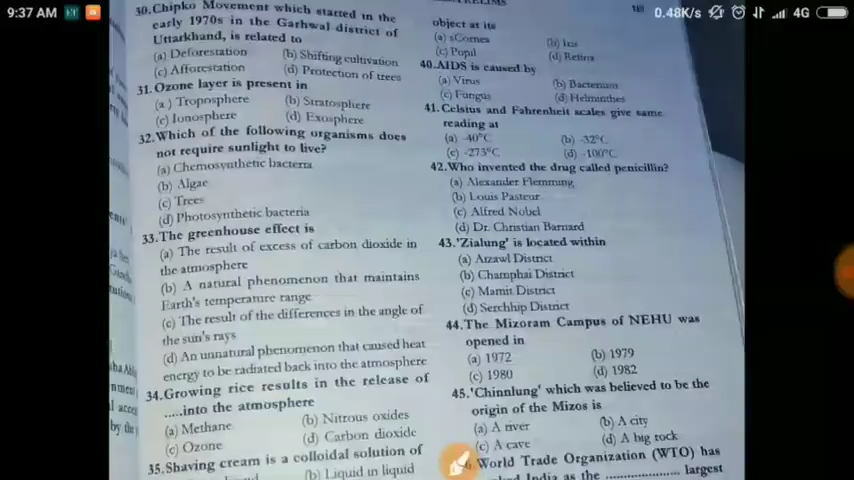 9:37 AM
0.48K/s
4G
30.Chipko Movement which started in the
early 1970s in the Garhwal district of
Uttarkhand, is related to
(a) Deforestation (b) Shifting cultivation
(c) Afforestation (d) Protection of trees
31.Ozone layer is present in
(a) Troposphere (b) Stratosphere
(c) Ionosphere (d) Exosphere
32.Which of the following organisms does
not require sunlight to live?
(a) Chemosynthetic bacteria
(b) Algae
(c) Trees
(d) Photosynthetic bacteria
33.The greenhouse effect is
(a) The result of excess of carbon dioxide in
the atmosphere
(b) A natural phenomenon that maintains
Earth's temperature range
(c) The result of the differences in the angle of
the sun's rays
(d) An unnatural phenomenon that caused heat
energy to be radiated back into the atmosphere
34.Growing rice results in the release of
.....into the atmosphere
(a) Methane (b) Nitrous oxides
(c) Ozone (d) Carbon dioxide
35.Shaving cream is a colloidal solution of
(b) Liquid in liquid
object at its
(a) sCornea (b) Iris
(c) Pupil (d) Retina
40.AIDS is caused by
(a) Virus (b) Bacterium
(c) Fungus (d) Helminthes
41.Celsius and Fahrenheit scales give same
reading at
(a) -40°C (b) -32°C
(c) -273°C (d) -100°C
42.Who invented the drug called penicillin?
(a) Alexander Flemming
(b) Louis Pasteur
(c) Alfred Nobel
(d) Dr. Christian Barnard
43.'Zialung' is located within
(a) Aizawl District
(b) Champhai District
(c) Mamit District
(d) Serchhip District
44.The Mizoram Campus of NEHU was
opened in
(a) 1972 (b) 1979
(c) 1980 (d) 1982
45.'Chinnlung' which was believed to be the
origin of the Mizos is
(a) A river (b) A city
(c) A cave (d) A big rock
World Trade Organization (WTO) has
India as the .................... largest